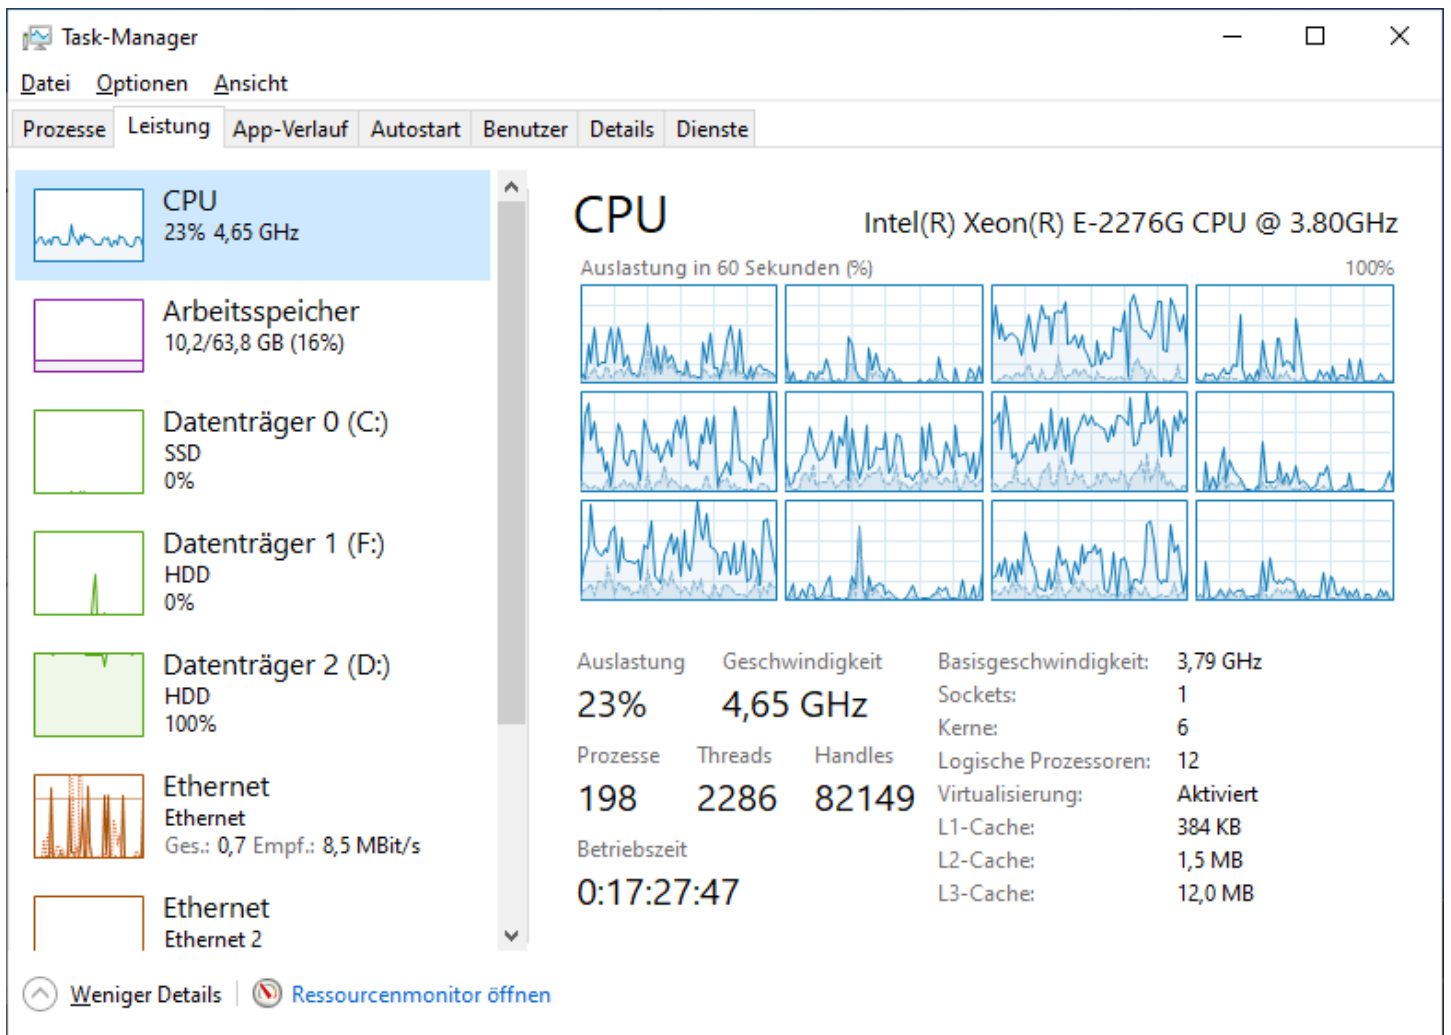 Task-Manager
Datei Optionen Ansicht
Prozesse Leistung App-Verlauf Autostart Benutzer Details Dienste
CPU
23% 4,65 GHz
Arbeitsspeicher
10,2/63,8 GB (16%)
Datenträger 0 (C:)
SSD
0%
Datenträger 1 (F:)
HDD
0%
Datenträger 2 (D:)
HDD
100%
Ethernet
Ethernet
Ges.: 0,7 Empf.: 8,5 MBit/s
Ethernet
Ethernet 2
CPU Intel(R) Xeon(R) E-2276G CPU @ 3.80GHz
Auslastung in 60 Sekunden (%) 100%
Auslastung Geschwindigkeit
23% 4,65 GHz
Prozesse Threads Handles
198 2286 82149
Betriebszeit
0:17:27:47
Basisgeschwindigkeit: 3,79 GHz
Sockets: 1
Kerne: 6
Logische Prozessoren: 12
Virtualisierung: Aktiviert
L1-Cache: 384 KB
L2-Cache: 1,5 MB
L3-Cache: 12,0 MB
Weniger Details Ressourcenmonitor öffnen